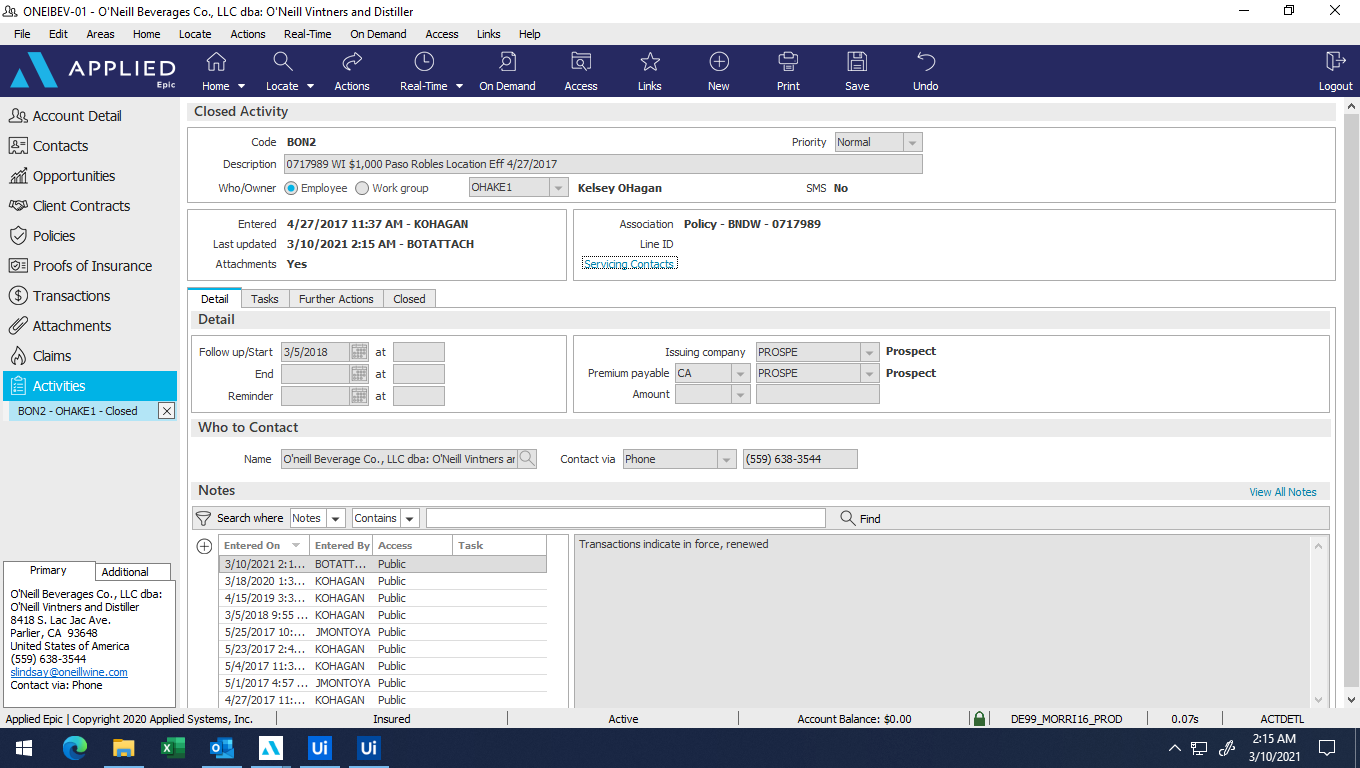 ONEIBEV-01 - O'Neill Beverages Co., LLC dba: O'Neill Vintners and Distiller
File Edit Areas Home Locate Actions Real-Time On Demand Access Links Help
APPLIED
Epic
Home Locate Actions Real-Time On Demand Access Links New Print Save Undo Logout
Account Detail
Contacts
Opportunities
Client Contracts
Policies
Proofs of Insurance
Transactions
Attachments
Claims
Activities
BON2 - OHAKE1 - Closed
Primary Additional
O'Neill Beverages Co., LLC dba:
O'Neill Vintners and Distiller
8418 S. Lac Jac Ave.
Parlier, CA 93648
United States of America
(559) 638-3544
slindsay@oneillwine.com
Contact via: Phone
Closed Activity
Code BON2 Priority Normal
Description 0717989 WI $1,000 Paso Robles Location Eff 4/27/2017
Who/Owner Employee Work group OHAKE1 Kelsey OHagan SMS No
Entered 4/27/2017 11:37 AM - KOHAGAN
Last updated 3/10/2021 2:15 AM - BOTATTACH
Attachments Yes
Association Policy - BNDW - 0717989
Line ID
Servicing Contacts
Detail Tasks Further Actions Closed
Detail
Follow up/Start 3/5/2018 at
End at
Reminder at
Issuing company PROSPE Prospect
Premium payable CA PROSPE Prospect
Amount
Who to Contact
Name O'neill Beverage Co., LLC dba: O'Neill Vintners ar Contact via Phone (559) 638-3544
Notes View All Notes
Search where Notes Contains Find
Entered On Entered By Access Task
3/10/2021 2:1... BOTATT... Public
3/18/2020 1:3... KOHAGAN Public
4/15/2019 3:3... KOHAGAN Public
3/5/2018 9:55 ... KOHAGAN Public
5/25/2017 10:... JMONTOYA Public
5/23/2017 2:4... KOHAGAN Public
5/4/2017 11:3... KOHAGAN Public
5/1/2017 4:57 ... JMONTOYA Public
4/27/2017 11:... KOHAGAN Public
Transactions indicate in force, renewed
Applied Epic | Copyright 2020 Applied Systems, Inc. Insured Active Account Balance: $0.00 DE99_MORRI16_PROD 0.07s ACTDETL
Ui Ui
2:15 AM
3/10/2021